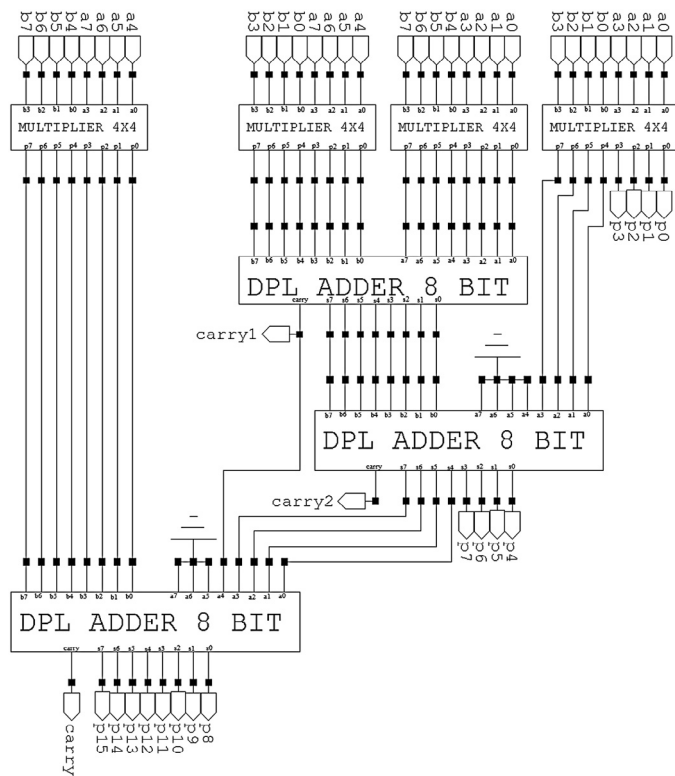 b7 b6 b5 b4 a7 a6 a5 a4 b3 b2 b1 b0 a7 a6 a5 a4 b7 b6 b5 b4 a3 a2 a1 a0 b3 b2 b1 b0 a3 a2 a1 a0
b3 b2 b1 b0 a3 a2 a1 a0 b3 b2 b1 b0 a3 a2 a1 a0 b3 b2 b1 b0 a3 a2 a1 a0 b3 b2 b1 b0 a3 a2 a1 a0
MULTIPLIER 4X4 MULTIPLIER 4X4 MULTIPLIER 4X4 MULTIPLIER 4X4
p7 p6 p5 p4 p3 p2 p1 p0 p7 p6 p5 p4 p3 p2 p1 p0 p7 p6 p5 p4 p3 p2 p1 p0 p7 p6 p5 p4 p3 p2 p1 p0
p3 p2 p1 p0
b7 b6 b5 b4 b3 b2 b1 b0 a7 a6 a5 a4 a3 a2 a1 a0
DPL ADDER 8 BIT
carry s7 s6 s5 s4 s3 s2 s1 s0
carry1
b7 b6 b5 b4 b3 b2 b1 b0 a7 a6 a5 a4 a3 a2 a1 a0
DPL ADDER 8 BIT
carry s7 s6 s5 s4 s3 s2 s1 s0
carry2
p7 p6 p5 p4
b7 b6 b5 b4 b3 b2 b1 b0 a7 a6 a5 a4 a3 a2 a1 a0
DPL ADDER 8 BIT
carry s7 s6 s5 s4 s3 s2 s1 s0
carry p15 p14 p13 p12 p11 p10 p9 p8